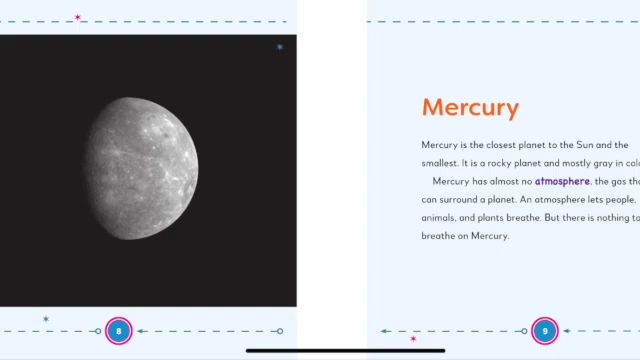 8
Mercury
Mercury is the closest planet to the Sun and the
smallest. It is a rocky planet and mostly gray in
Mercury has almost no atmosphere, the gas
can surround a planet. An atmosphere lets people,
animals, and plants breathe. But there is nothing to
breathe on Mercury.
9